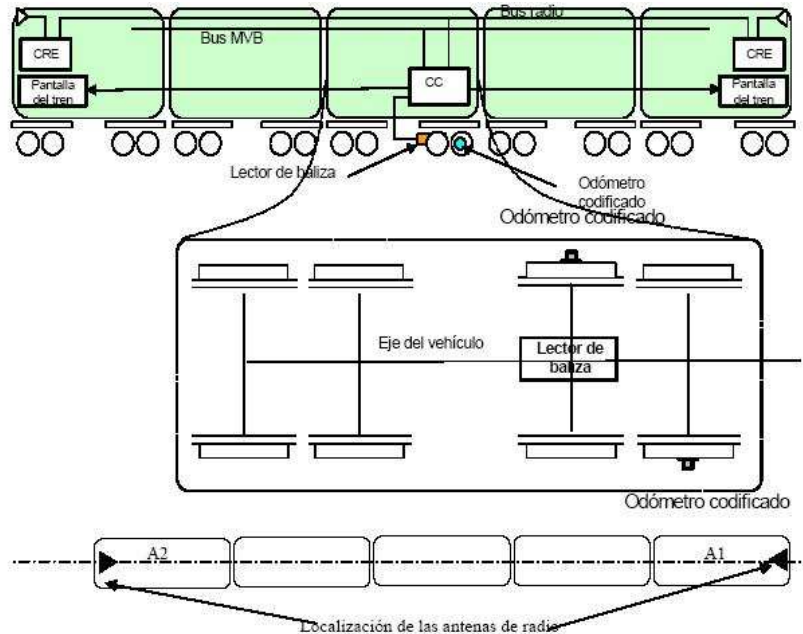 Bus radio
Bus MVB
CRE
CC
CRE
Pantalla
del tren
Pantalla
del tren
Lector de baliza
Odómetro
codificado
Odómetro codificado
Eje del vehículo
Lector de
baliza
Odómetro codificado
A2
A1
Localización de las antenas de radio